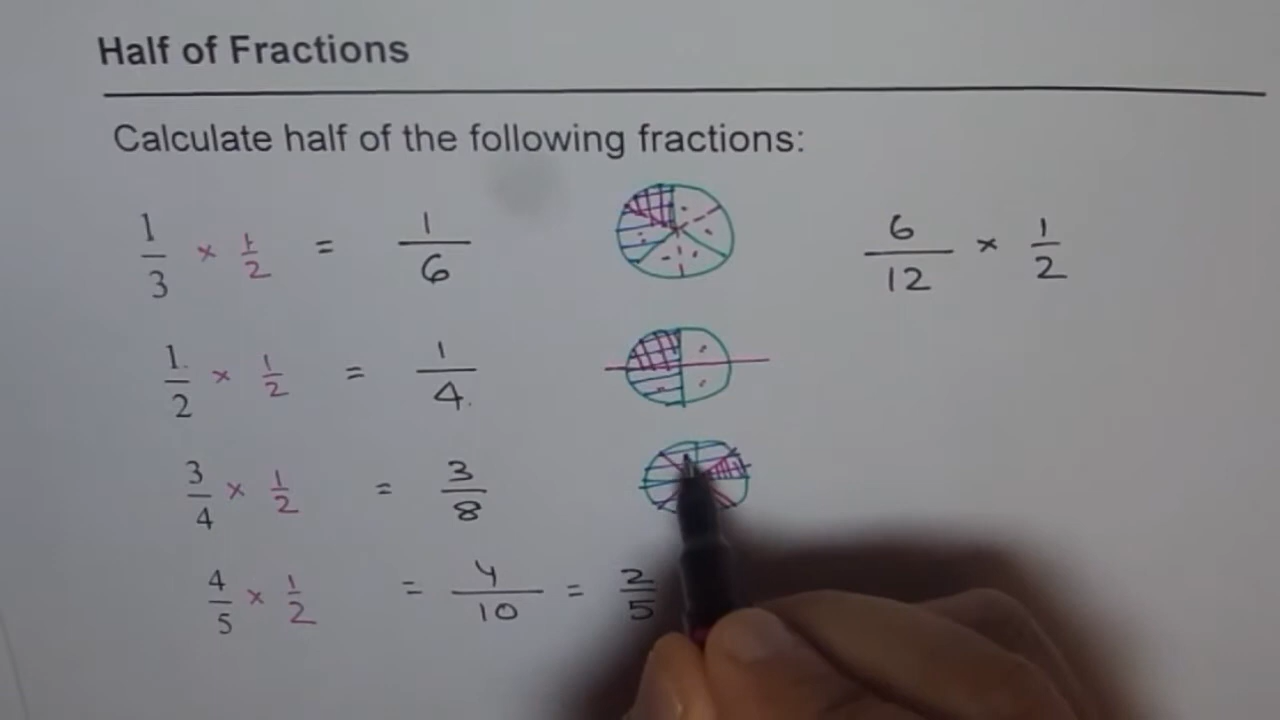 Half of Fractions
Calculate half of the following fractions:
1/3 × 1/2 = 1/6
6/12 × 1/2
1/2 × 1/2 = 1/4
3/4 × 1/2 = 3/8
4/5 × 1/2 = 4/10 = 2/5